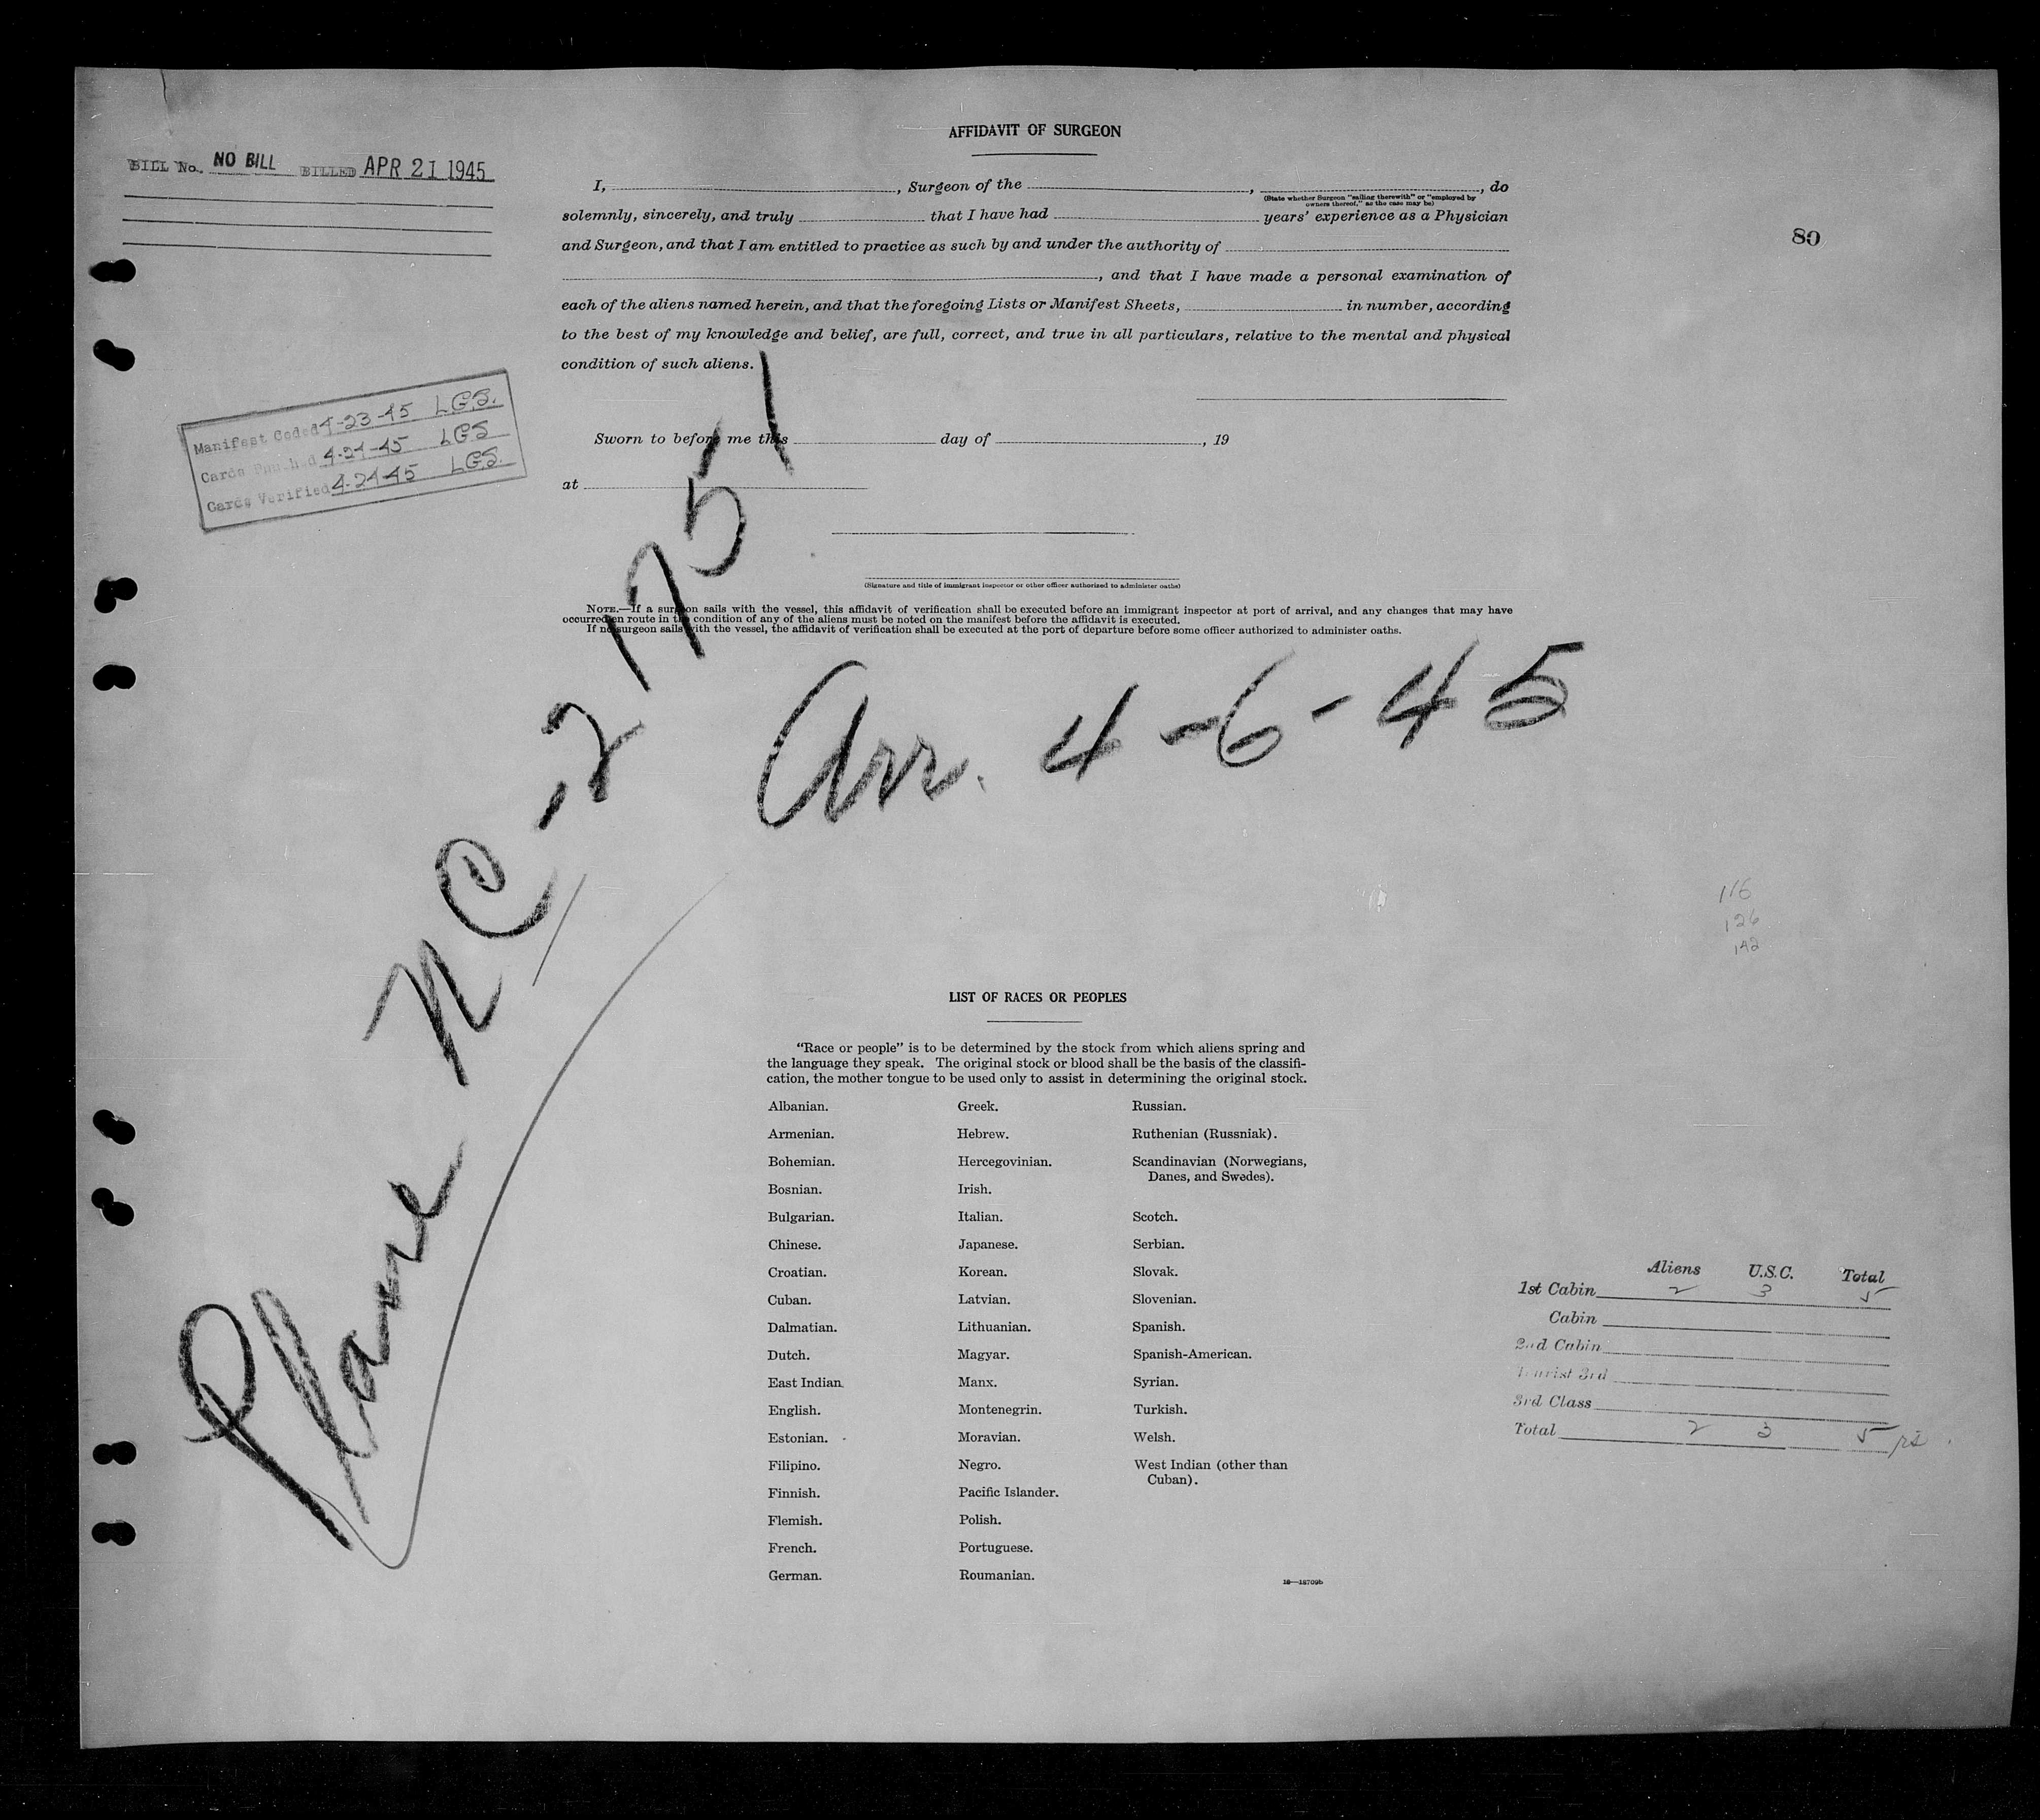 AFFIDAVIT OF SURGEON
BILL No. NO BILL BILLED APR 21 1945
I, , Surgeon of the , , do
(State whether Surgeon "sailing therewith" or "employed by
owners thereof," as the case may be)
solemnly, sincerely, and truly that I have had years' experience as a Physician
and Surgeon, and that I am entitled to practice as such by and under the authority of
80
, and that I have made a personal examination of
each of the aliens named herein, and that the foregoing Lists or Manifest Sheets, in number, according
to the best of my knowledge and belief, are full, correct, and true in all particulars, relative to the mental and physical
condition of such aliens.
Manifest Coded 4-23-45 LGS.
Cards Punched 4-24-45 LGS
Cards Verified 4-24-45 LGS.
Sworn to before me this day of , 19
at
(Signature and title of immigrant inspector or other officer authorized to administer oaths)
NOTE.—If a surgeon sails with the vessel, this affidavit of verification shall be executed before an immigrant inspector at port of arrival, and any changes that may have
occurred en route in the condition of any of the aliens must be noted on the manifest before the affidavit is executed.
If no surgeon sails with the vessel, the affidavit of verification shall be executed at the port of departure before some officer authorized to administer oaths.
Plane NC-21751
Arr. 4-6-45
116
126
142
LIST OF RACES OR PEOPLES
"Race or people" is to be determined by the stock from which aliens spring and
the language they speak. The original stock or blood shall be the basis of the classifi-
cation, the mother tongue to be used only to assist in determining the original stock.
Albanian.
Armenian.
Bohemian.
Bosnian.
Bulgarian.
Chinese.
Croatian.
Cuban.
Dalmatian.
Dutch.
East Indian.
English.
Estonian.
Filipino.
Finnish.
Flemish.
French.
German.
Greek.
Hebrew.
Hercegovinian.
Irish.
Italian.
Japanese.
Korean.
Latvian.
Lithuanian.
Magyar.
Manx.
Montenegrin.
Moravian.
Negro.
Pacific Islander.
Polish.
Portuguese.
Roumanian.
Russian.
Ruthenian (Russniak).
Scandinavian (Norwegians,
Danes, and Swedes).
Scotch.
Serbian.
Slovak.
Slovenian.
Spanish.
Spanish-American.
Syrian.
Turkish.
Welsh.
West Indian (other than
Cuban).
16—18709b
Aliens U.S.C. Total
1st Cabin 2 3 5
Cabin
2nd Cabin
Tourist 3rd
3rd Class
Total 2 3 5